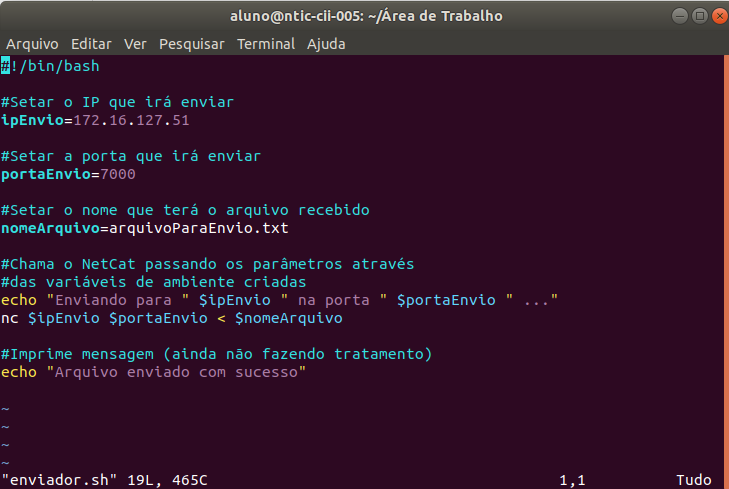 aluno@ntic-cii-005: ~/Área de Trabalho
Arquivo Editar Ver Pesquisar Terminal Ajuda
#!/bin/bash
#Setar o IP que irá enviar
ipEnvio=172.16.127.51
#Setar a porta que irá enviar
portaEnvio=7000
#Setar o nome que terá o arquivo recebido
nomeArquivo=arquivoParaEnvio.txt
#Chama o NetCat passando os parâmetros através
#das variáveis de ambiente criadas
echo "Enviando para " $ipEnvio " na porta " $portaEnvio " ..."
nc $ipEnvio $portaEnvio < $nomeArquivo
#Imprime mensagem (ainda não fazendo tratamento)
echo "Arquivo enviado com sucesso"
~
~
~
~
"enviador.sh" 19L, 465C 1,1 Tudo